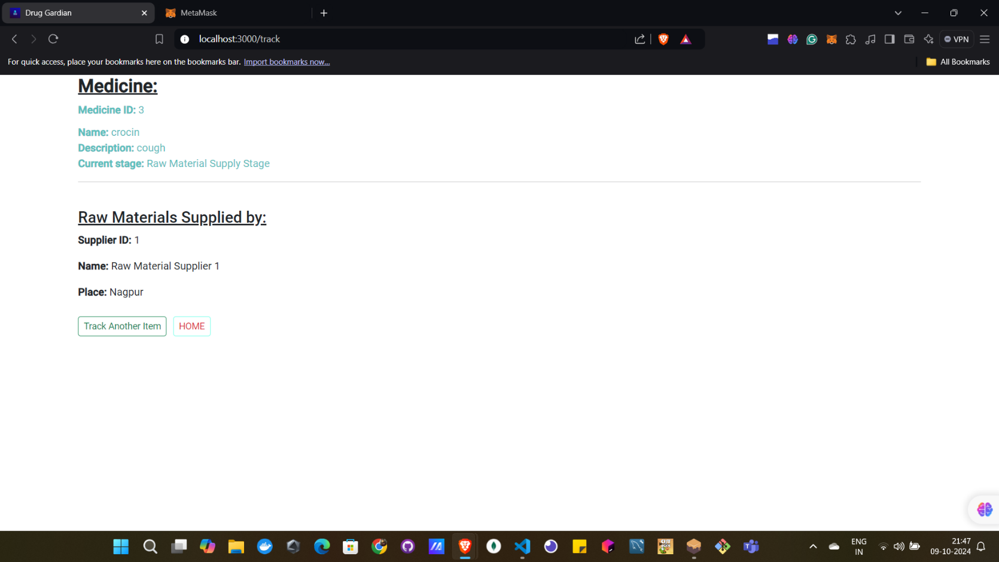 Drug Gardian
MetaMask
localhost:3000/track
VPN
For quick access, place your bookmarks here on the bookmarks bar. Import bookmarks now...
All Bookmarks
Medicine:
Medicine ID: 3
Name: crocin
Description: cough
Current stage: Raw Material Supply Stage
Raw Materials Supplied by:
Supplier ID: 1
Name: Raw Material Supplier 1
Place: Nagpur
Track Another Item
HOME
ENG
IN
21:47
09-10-2024